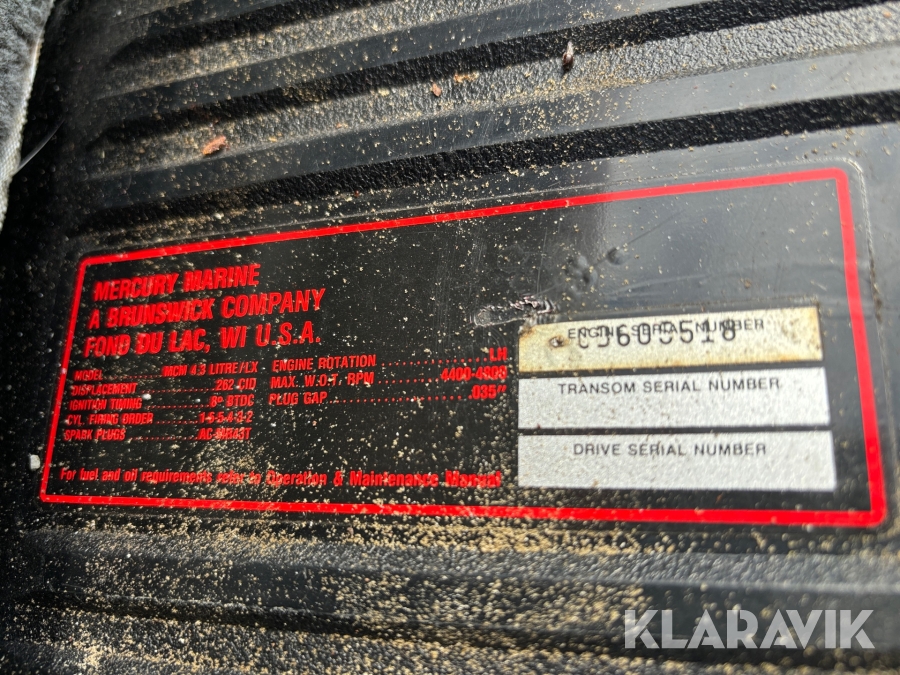 MERCURY MARINE
A BRUNSWICK COMPANY
FOND DU LAC, WI U.S.A.
MODEL MCM 4.3 LITRE/LX ENGINE ROTATION LH
DISPLACEMENT 262 CID MAX. W.O.T. RPM 4400-4800
IGNITION TIMING 8º BTDC PLUG GAP .035"
CYL. FIRING ORDER 1-6-5-4-3-2
SPARK PLUGS AC-MR43T
For fuel and oil requirements refer to Operation & Maintenance Manual
ENGINE SERIAL NUMBER
TRANSOM SERIAL NUMBER
DRIVE SERIAL NUMBER
KLARAVIK